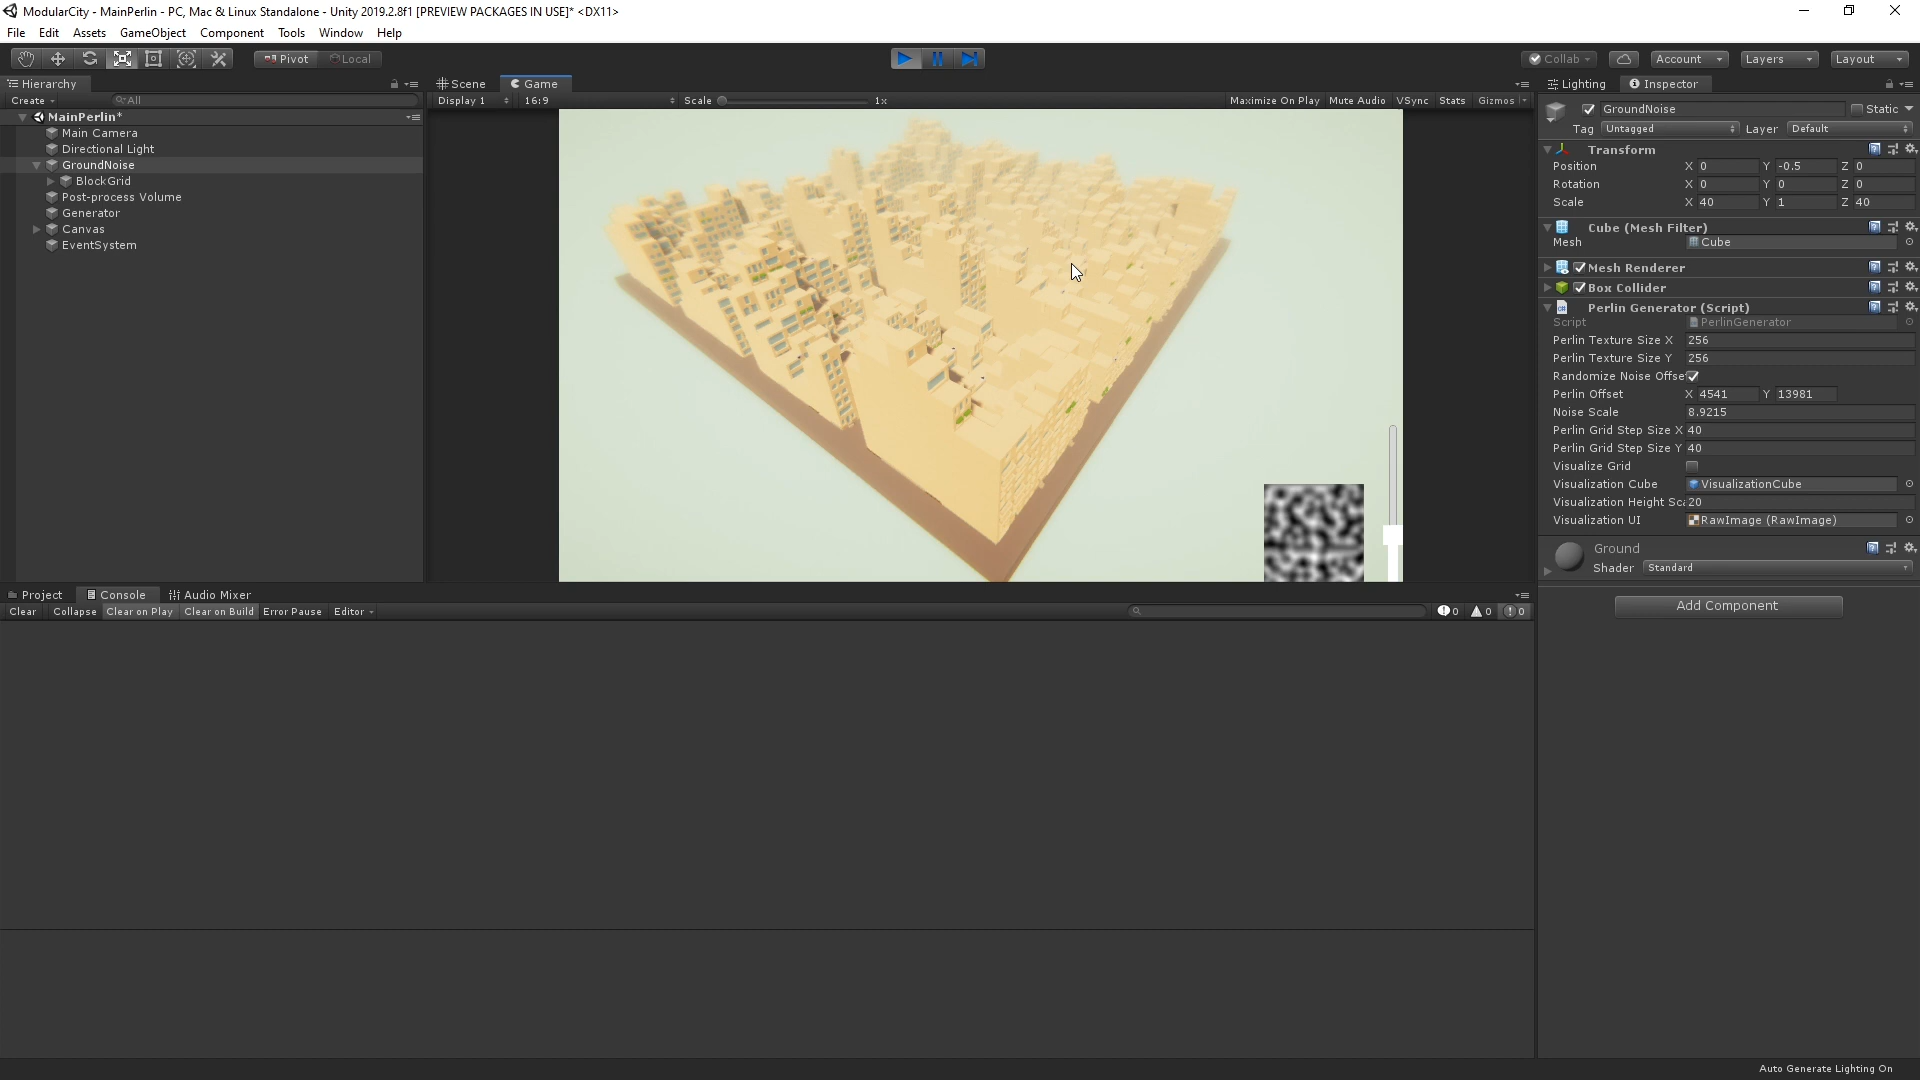 ModularCity - MainPerlin - PC, Mac & Linux Standalone - Unity 2019.2.8f1 [PREVIEW PACKAGES IN USE]* <DX11>
File Edit Assets GameObject Component Tools Window Help
Pivot Local Collab Account Layers Layout
Hierarchy
Create All
MainPerlin*
Main Camera
Directional Light
GroundNoise
BlockGrid
Post-process Volume
Generator
Canvas
EventSystem
Scene Game
Display 1 16:9 Scale 1x Maximize On Play Mute Audio VSync Stats Gizmos
Lighting Inspector
GroundNoise Static
Tag Untagged Layer Default
Transform
Position X 0 Y -0.5 Z 0
Rotation X 0 Y 0 Z 0
Scale X 40 Y 1 Z 40
Cube (Mesh Filter)
Mesh Cube
Mesh Renderer
Box Collider
Perlin Generator (Script)
Script PerlinGenerator
Perlin Texture Size X 256
Perlin Texture Size Y 256
Randomize Noise Offse
Perlin Offset X 4541 Y 13981
Noise Scale 8.9215
Perlin Grid Step Size X 40
Perlin Grid Step Size Y 40
Visualize Grid
Visualization Cube VisualizationCube
Visualization Height Sca 20
Visualization UI RawImage (RawImage)
Ground
Shader Standard
Add Component
Project Console Audio Mixer
Clear Collapse Clear on Play Clear on Build Error Pause Editor 0 0 0
Auto Generate Lighting On